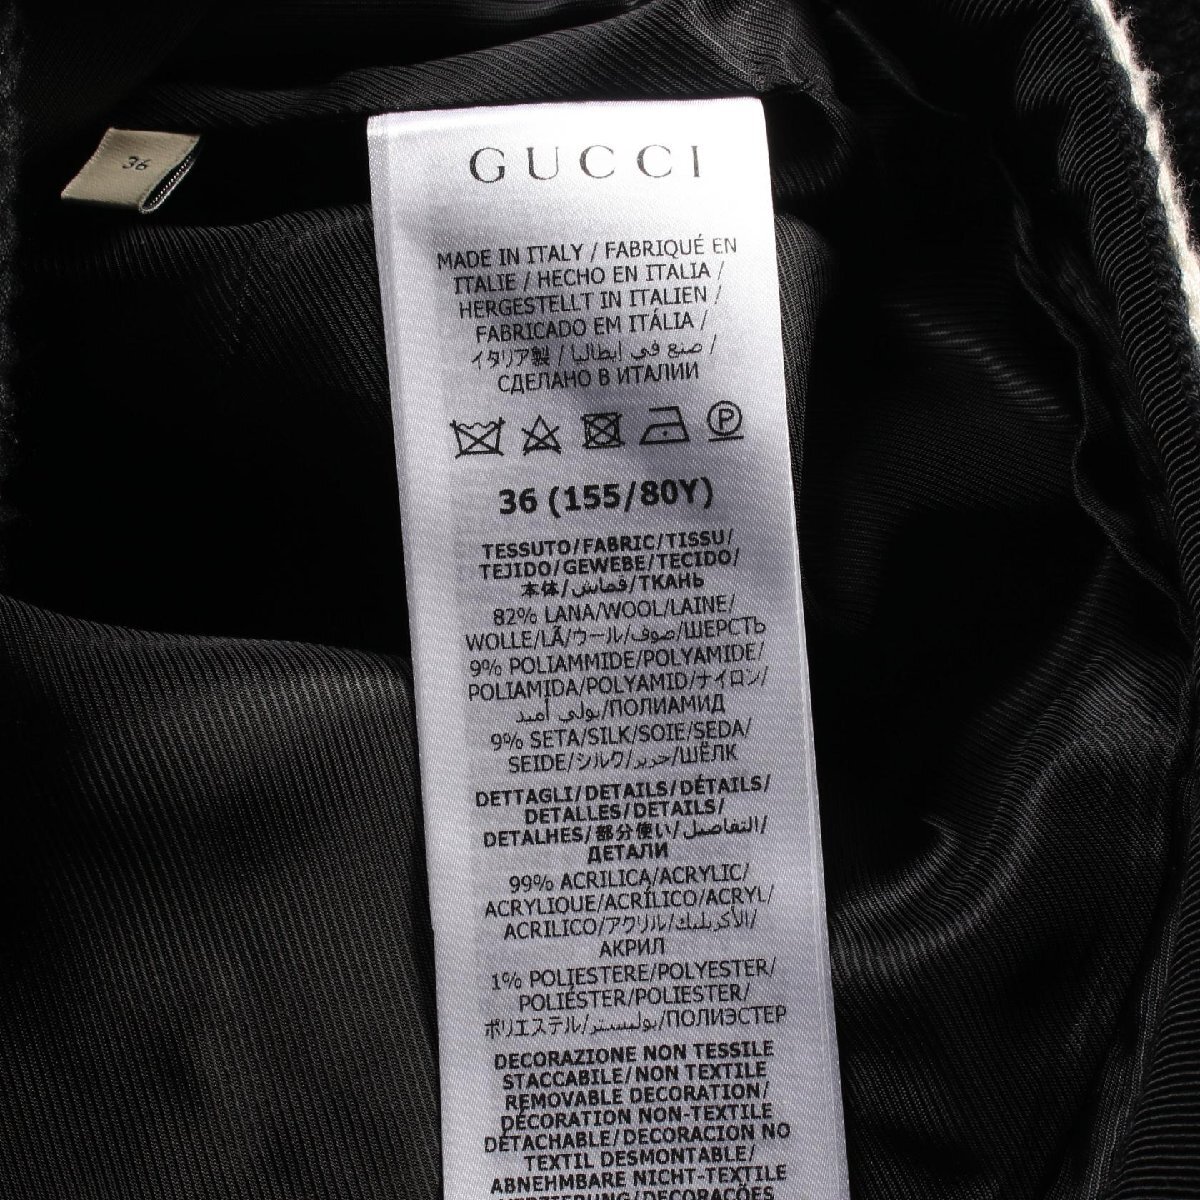 36
GUCCI
MADE IN ITALY / FABRIQUÉ EN
ITALIE / HECHO EN ITALIA /
HERGESTELLT IN ITALIEN /
FABRICADO EM ITÁLIA /
イタリア製 / صنع في إيطاليا /
СДЕЛАНО В ИТАЛИИ
P
36 (155/80Y)
TESSUTO/FABRIC/TISSU/
TEJIDO/GEWEBE/TECIDO/
本体/قماش/ТКАНЬ
82% LANA/WOOL/LAINE/
WOLLE/LÃ/ウール/صوف/ШЕРСТЬ
9% POLIAMMIDE/POLYAMIDE/
POLIAMIDA/POLYAMID/ナイロン/
بولي أميد/ПОЛИАМИД
9% SETA/SILK/SOIE/SEDA/
SEIDE/シルク/حرير/ШЁЛК
DETTAGLI/DETAILS/DÉTAILS/
DETALLES/DETAILS/
DETALHES/部分使い/التفاصيل/
ДЕТАЛИ
99% ACRILICA/ACRYLIC/
ACRYLIQUE/ACRÍLICO/ACRYL/
ACRILICO/アクリル/الأكريليك/
АКРИЛ
1% POLIESTERE/POLYESTER/
POLIÉSTER/POLIESTER/
ポリエステル/بوليستر/ПОЛИЭСТЕР
DECORAZIONE NON TESSILE
STACCABILE/NON TEXTILE
REMOVABLE DECORATION/
DÉCORATION NON-TEXTILE
DÉTACHABLE/DECORACION NO
TEXTIL DESMONTABLE/
ABNEHMBARE NICHT-TEXTILE
VERZIERUNG/DECORAÇÕES